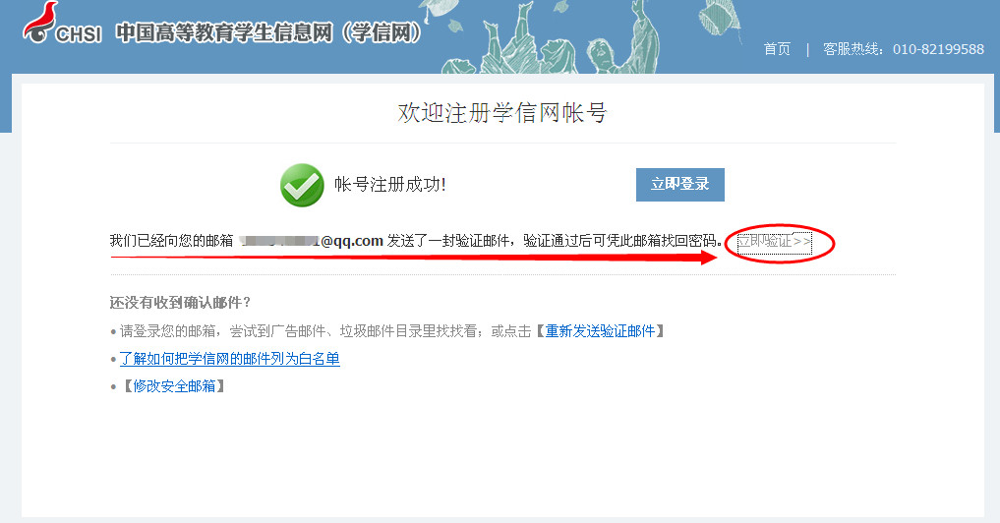 CHSI 中国高等教育学生信息网（学信网）
首页 | 客服热线：010-82199588
欢迎注册学信网帐号
帐号注册成功!
立即登录
我们已经向您的邮箱 1@qq.com 发送了一封验证邮件，验证通过后可凭此邮箱找回密码。 立即验证>>
还没有收到确认邮件？
• 请登录您的邮箱，尝试到广告邮件、垃圾邮件目录里找找看；或点击【重新发送验证邮件】
• 了解如何把学信网的邮件列为白名单
• 【修改安全邮箱】